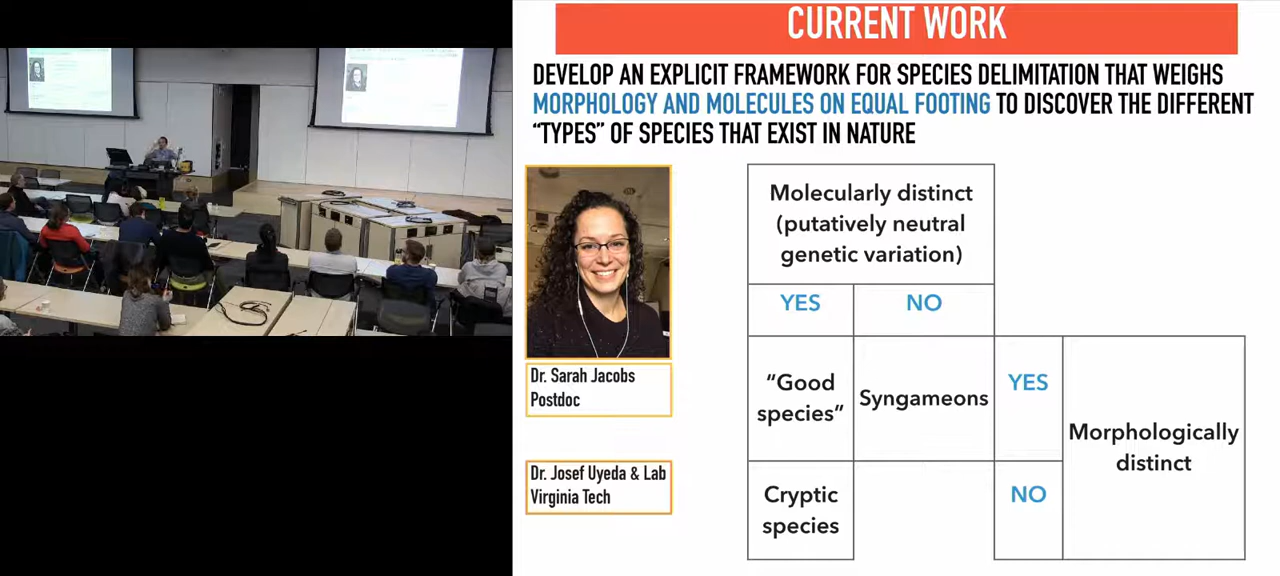 CURRENT WORK
DEVELOP AN EXPLICIT FRAMEWORK FOR SPECIES DELIMITATION THAT WEIGHS
MORPHOLOGY AND MOLECULES ON EQUAL FOOTING TO DISCOVER THE DIFFERENT
“TYPES” OF SPECIES THAT EXIST IN NATURE
Dr. Sarah Jacobs
Postdoc
Dr. Josef Uyeda & Lab
Virginia Tech
Molecularly distinct
(putatively neutral
genetic variation)
YES
NO
“Good
species”
Syngameons
YES
Morphologically
distinct
Cryptic
species
NO